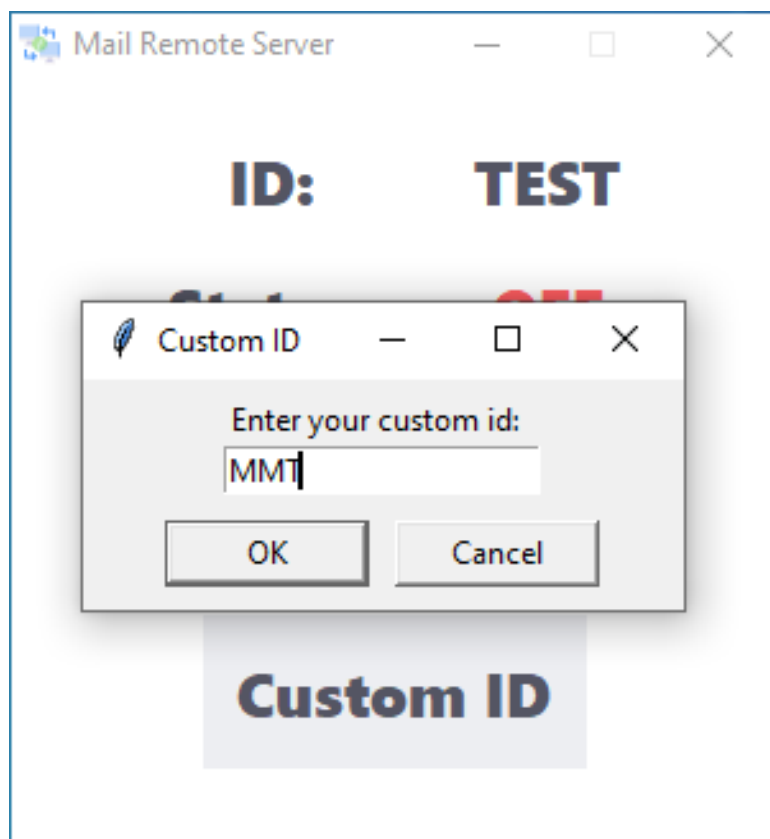 Mail Remote Server
ID: TEST
Custom ID
Enter your custom id:
MMT
OK Cancel
Custom ID